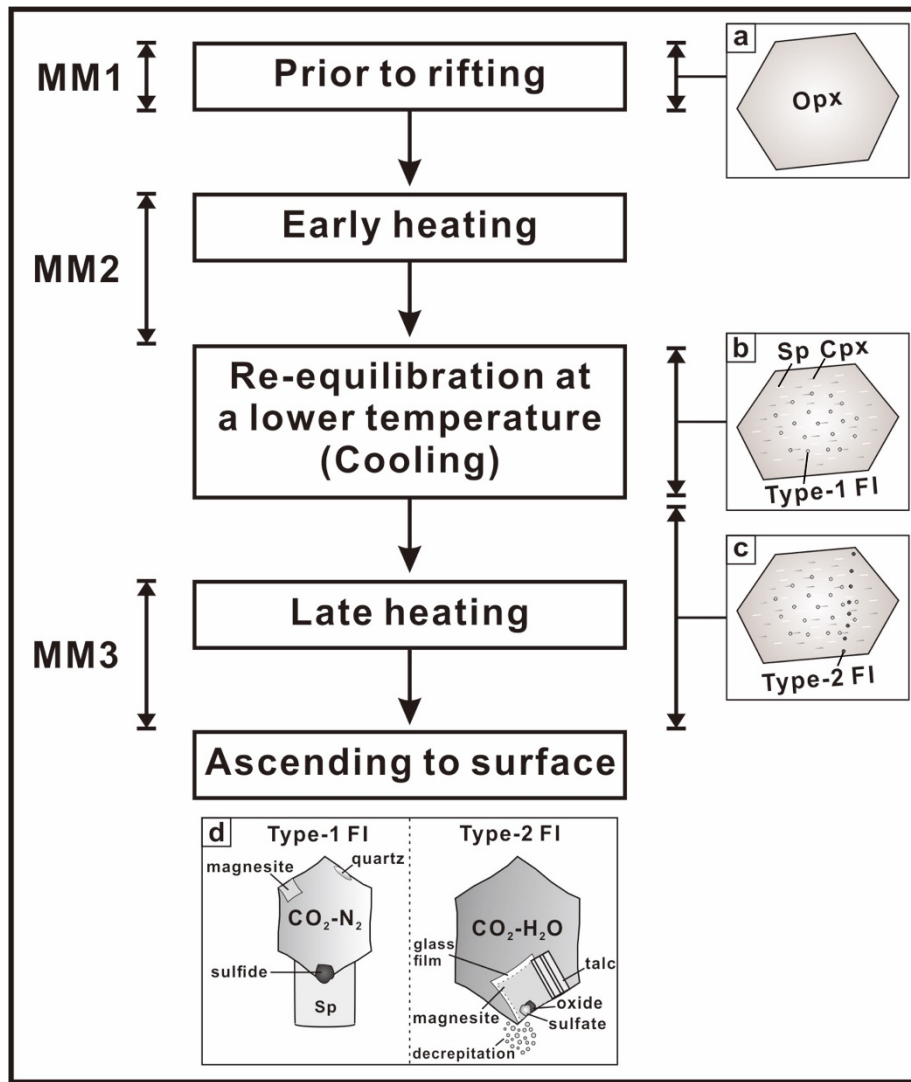 MM1
Prior to rifting
a
Opx
MM2
Early heating
Re-equilibration at
a lower temperature
(Cooling)
b
Sp Cpx
Type-1 FI
c
Type-2 FI
MM3
Late heating
Ascending to surface
d
Type-1 FI
magnesite
quartz
CO₂-N₂
sulfide
Sp
Type-2 FI
CO₂-H₂O
glass
film
talc
magnesite
oxide
sulfate
decrepitation